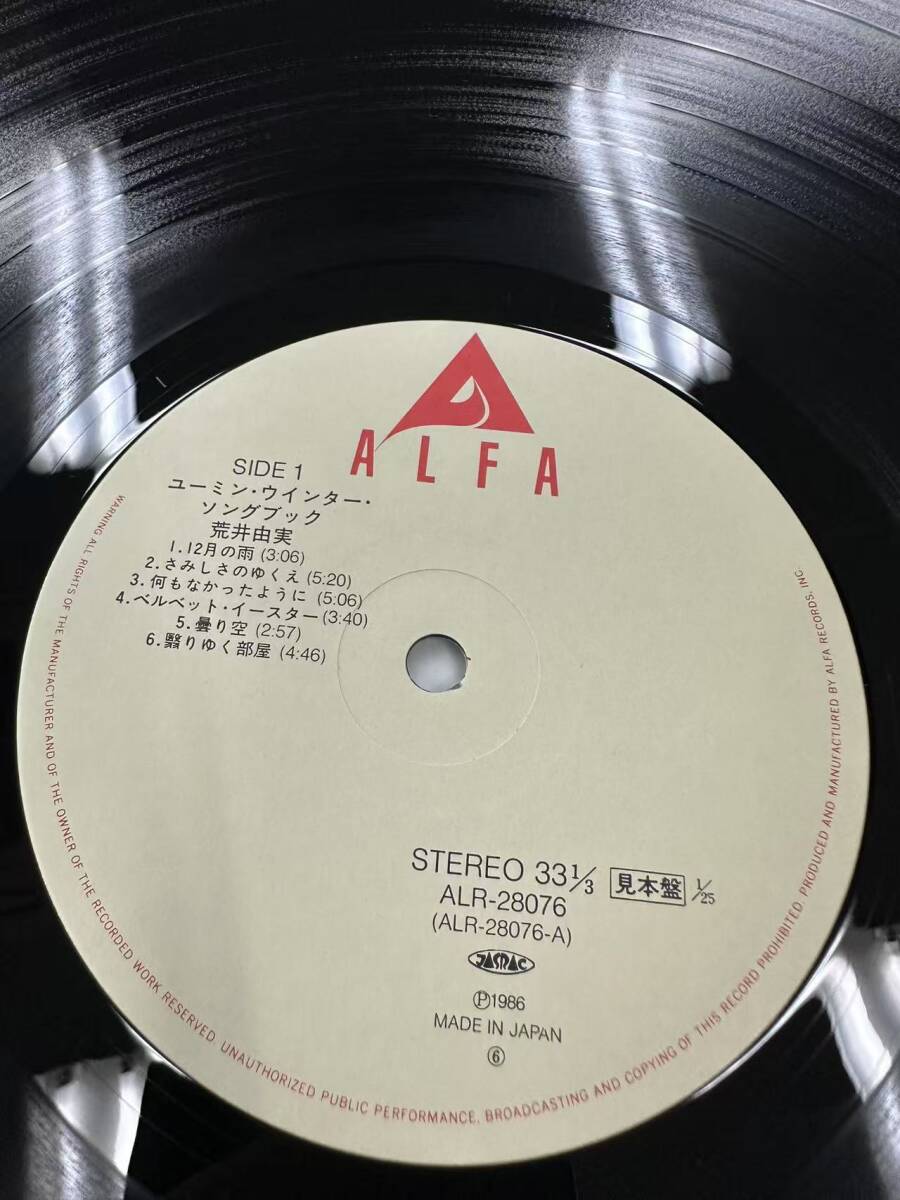 ALFA
SIDE 1
ユーミン・ウインター・
ソングブック
荒井由実
1.12月の雨 (3:06)
2.さみしさのゆくえ (5:20)
3.何もなかったように (5:06)
4.ベルベット・イースター(3:40)
5.曇り空 (2:57)
6.翳りゆく部屋 (4:46)
STEREO 33 1/3 見本盤 1/25
ALR-28076
(ALR-28076-A)
JASRAC
Ⓟ1986
MADE IN JAPAN
⑥
WARNING ALL RIGHTS OF THE MANUFACTURER AND OF THE OWNER OF THE RECORDED WORK RESERVED. UNAUTHORIZED PUBLIC PERFORMANCE, BROADCASTING AND COPYING OF THIS RECORD PROHIBITED. PRODUCED AND MANUFACTURED BY ALFA RECORDS, INC.